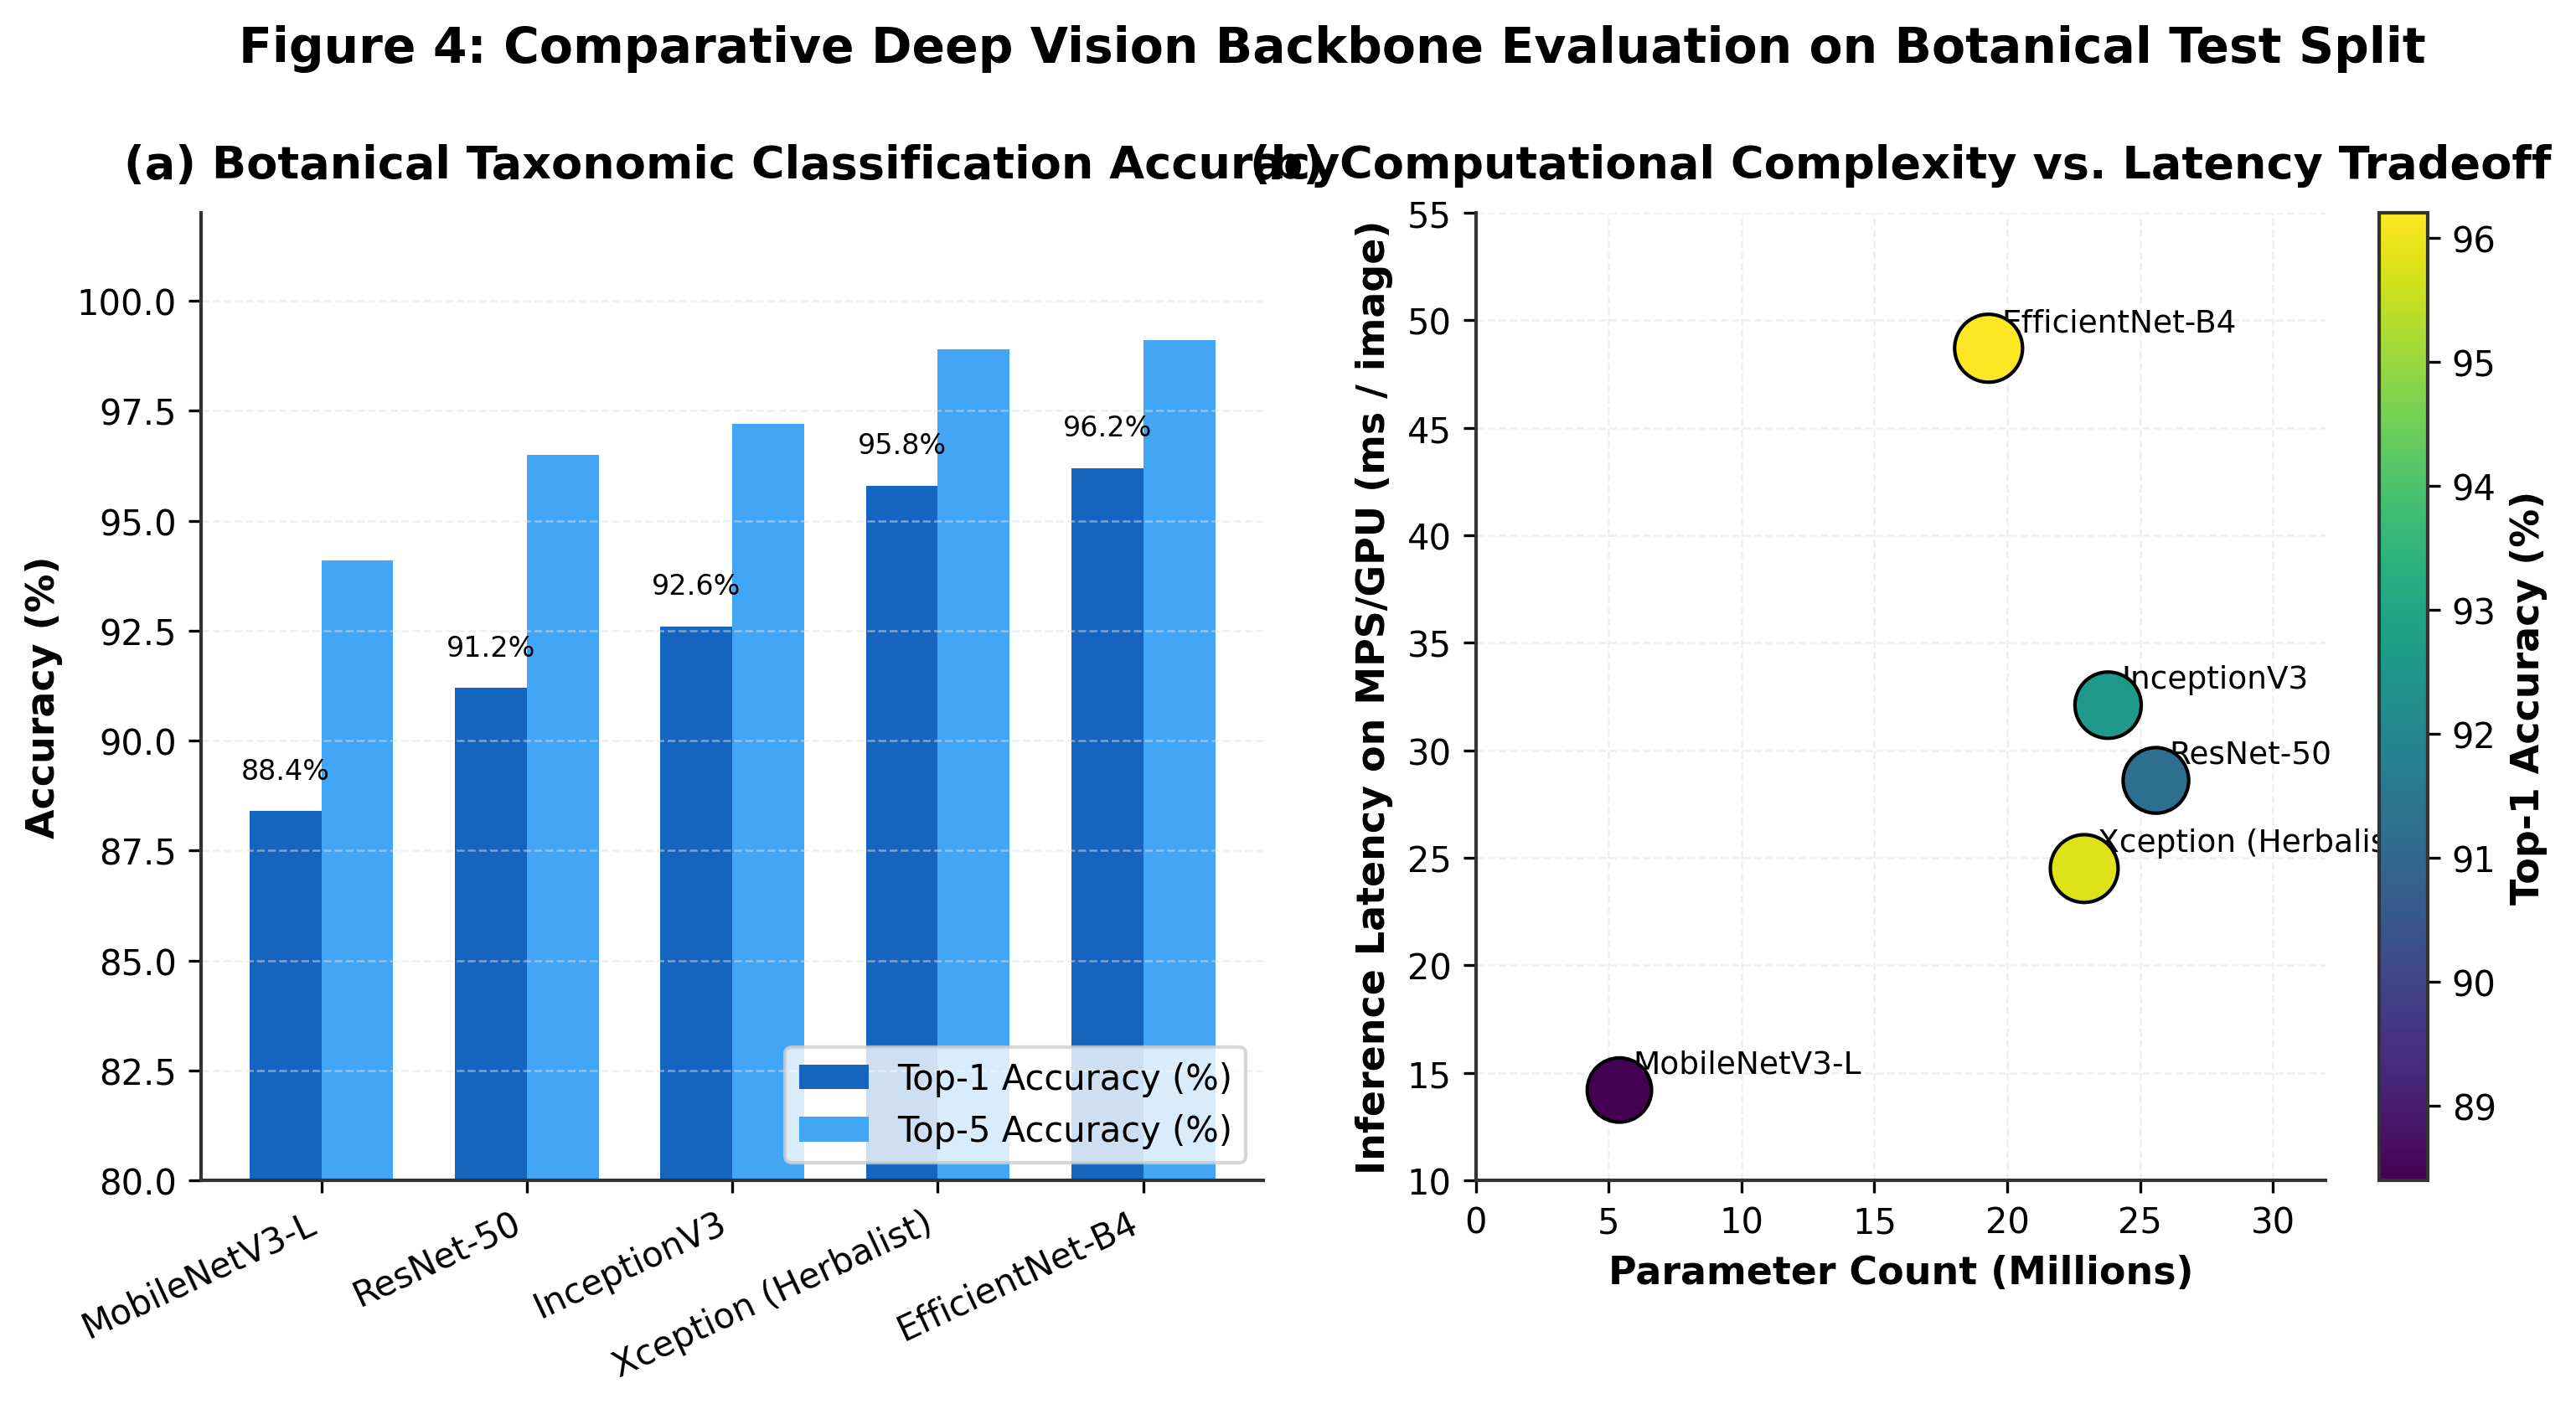 Figure 4: Comparative Deep Vision Backbone Evaluation on Botanical Test Split
(a) Botanical Taxonomic Classification Accuracy
Accuracy (%)
100.0
97.5
95.0
92.5
90.0
87.5
85.0
82.5
80.0
88.4%
91.2%
92.6%
95.8%
96.2%
Top-1 Accuracy (%)
Top-5 Accuracy (%)
MobileNetV3-L
ResNet-50
InceptionV3
Xception (Herbalist)
EfficientNet-B4
(b) Computational Complexity vs. Latency Tradeoff
Inference Latency on MPS/GPU (ms / image)
55
50
45
40
35
30
25
20
15
10
EfficientNet-B4
InceptionV3
ResNet-50
Xception (Herbalis
MobileNetV3-L
0 5 10 15 20 25 30
Parameter Count (Millions)
96
95
94
93
92
91
90
89
Top-1 Accuracy (%)